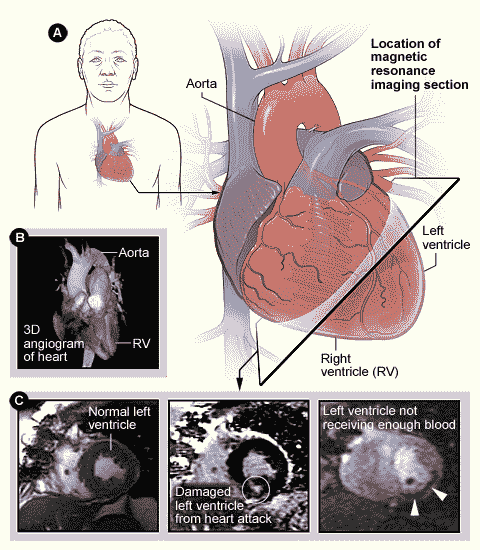 A
Aorta
Location of
magnetic
resonance
imaging section
Left
ventricle
Right
ventricle (RV)
B
Aorta
3D
angiogram
of heart
RV
C
Normal left
ventricle
Damaged
left ventricle
from heart attack
Left ventricle not
receiving enough blood